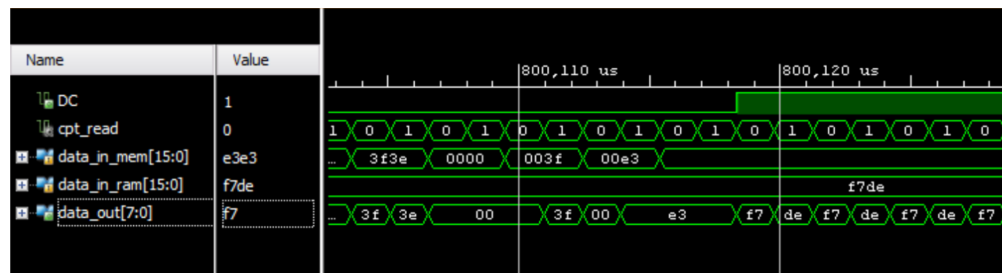 Name Value
800,110 us 800,120 us
DC 1
cpt_read 0 1 0 1 0 1 0 1 0 1 0 1 0 1 0 1 0 1 0
data_in_mem[15:0] e3e3 ... 3f3e 0000 003f 00e3
data_in_ram[15:0] f7de f7de
data_out[7:0] f7 ... 3f 3e 00 3f 00 e3 f7 de f7 de f7 de f7